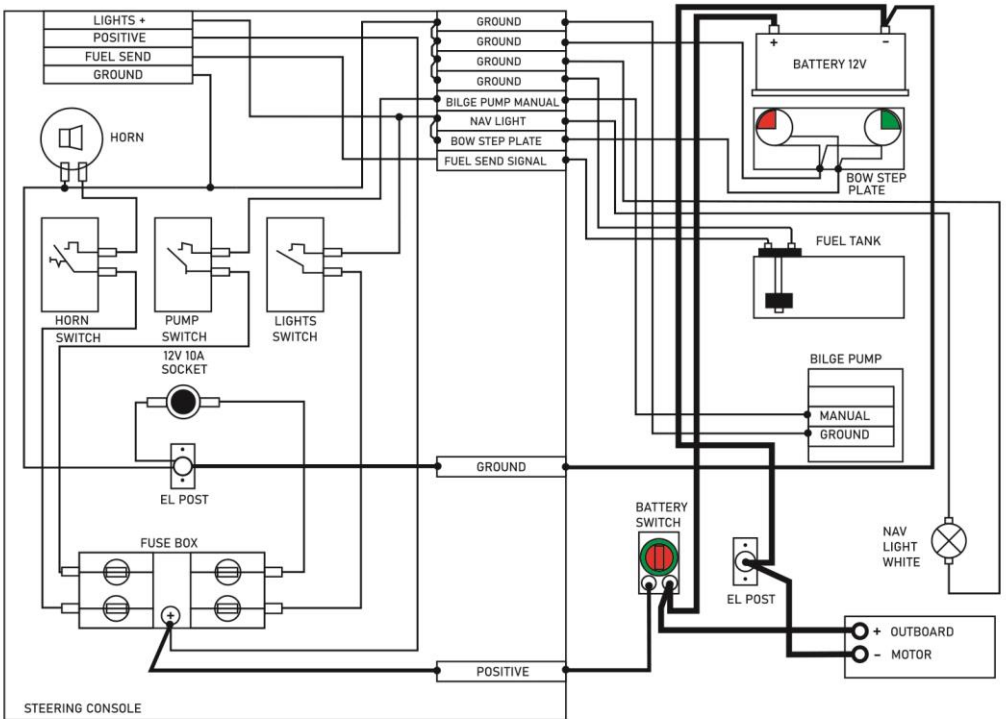 LIGHTS +
POSITIVE
FUEL SEND
GROUND
HORN
GROUND
GROUND
GROUND
GROUND
BILGE PUMP MANUAL
NAV LIGHT
BOW STEP PLATE
FUEL SEND SIGNAL
+ -
BATTERY 12V
BOW STEP
PLATE
FUEL TANK
HORN
SWITCH
PUMP
SWITCH
LIGHTS
SWITCH
12V 10A
SOCKET
EL POST
GROUND
BILGE PUMP
MANUAL
GROUND
BATTERY
SWITCH
EL POST
NAV
LIGHT
WHITE
FUSE BOX
+
POSITIVE
+ OUTBOARD
- MOTOR
STEERING CONSOLE